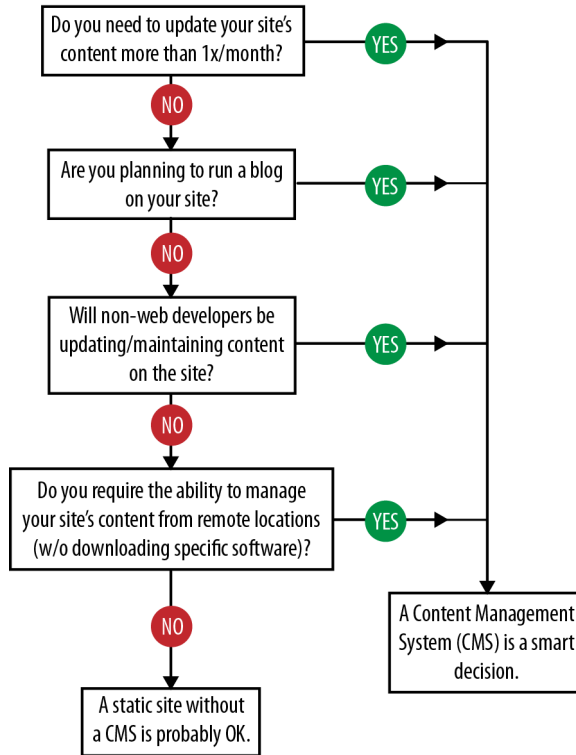 Do you need to update your site’s
content more than 1x/month?
YES
NO
Are you planning to run a blog
on your site?
YES
NO
Will non-web developers be
updating/maintaining content
on the site?
YES
NO
Do you require the ability to manage
your site’s content from remote locations
(w/o downloading specific software)?
YES
NO
A Content Management
System (CMS) is a smart
decision.
A static site without
a CMS is probably OK.